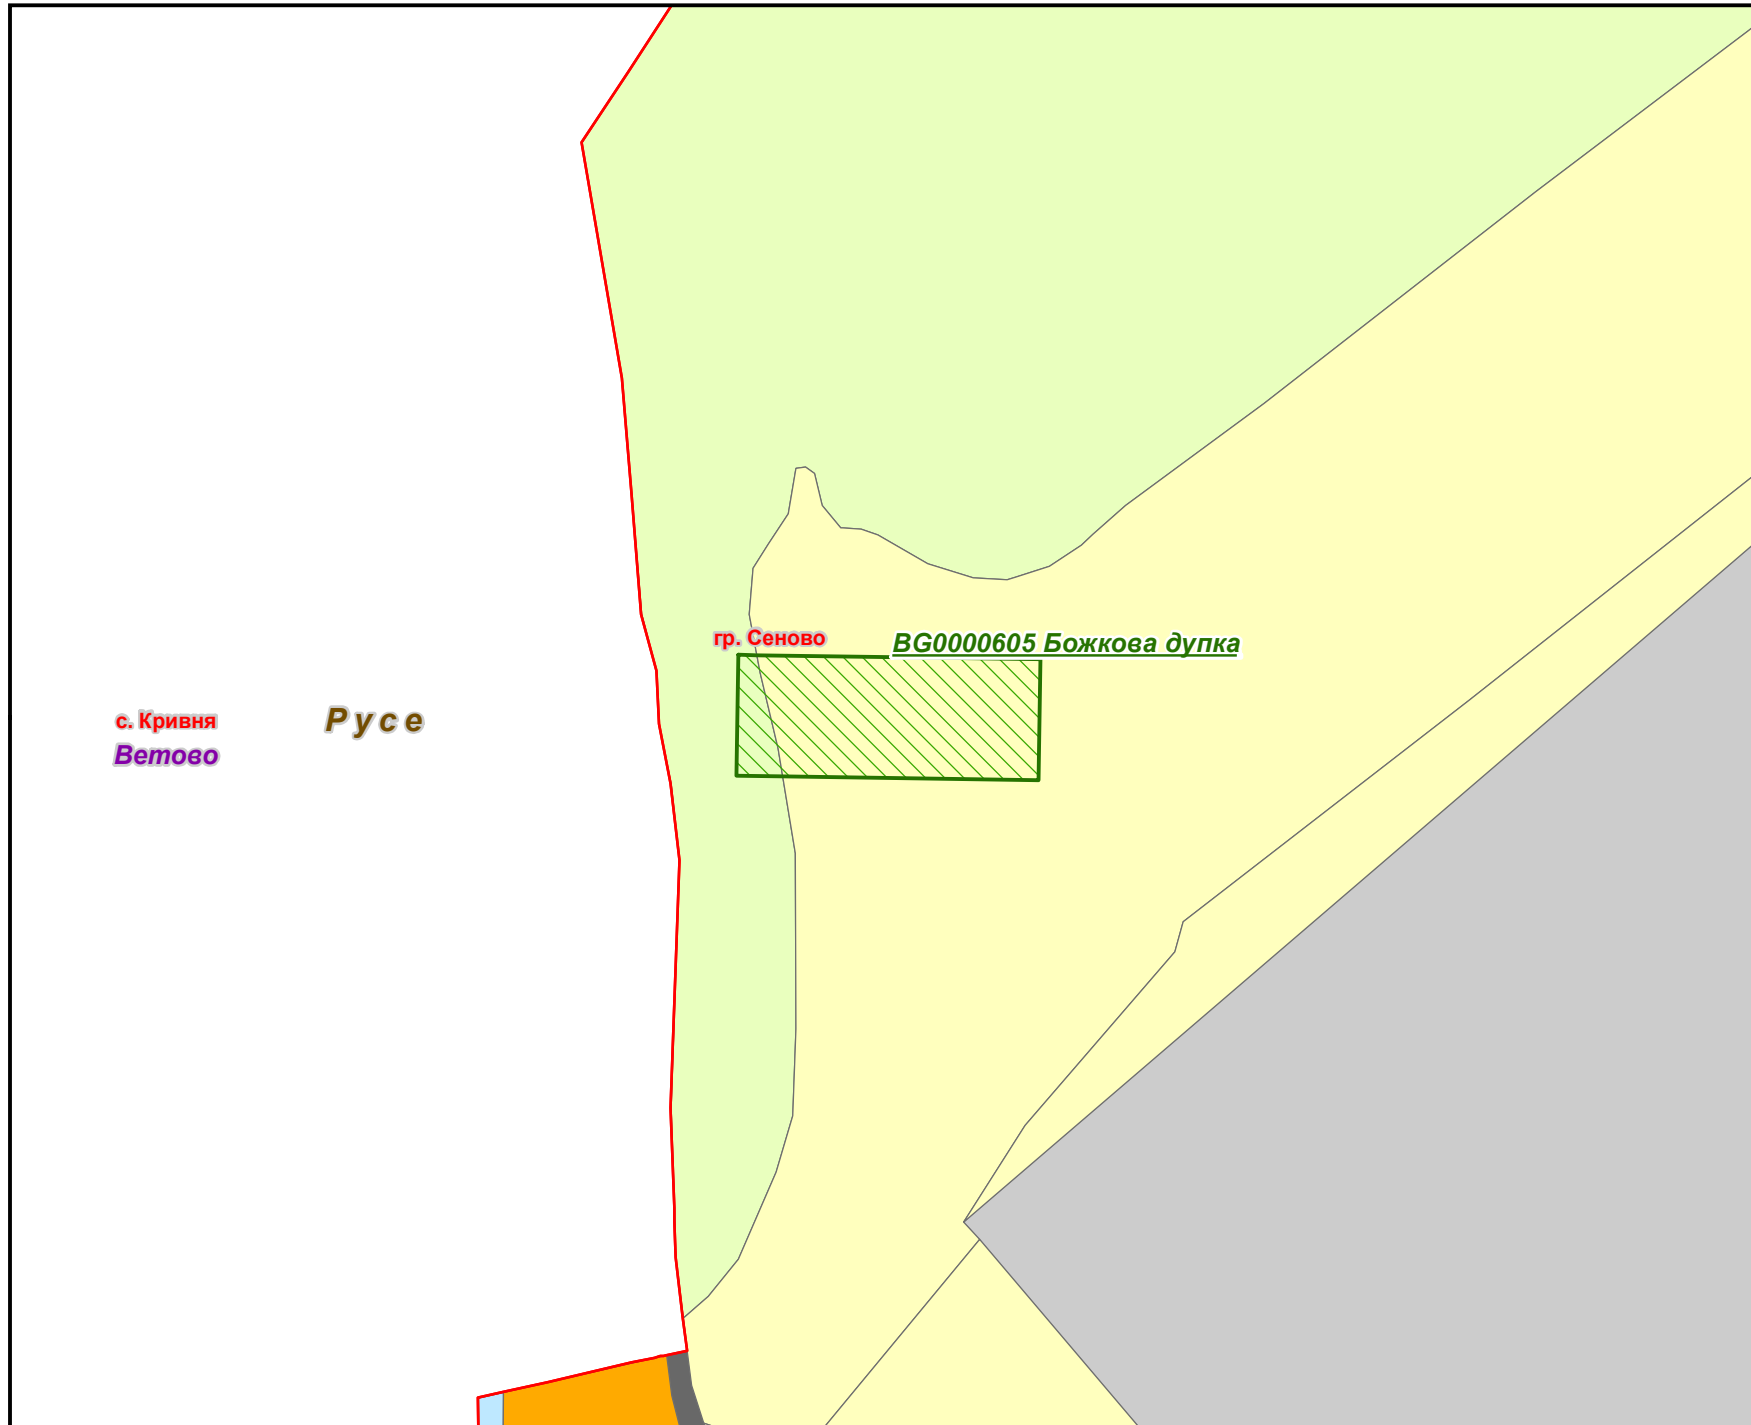 гр. Сеново
BG0000605 Божкова дупка
с. Кривня
Русе
Ветово